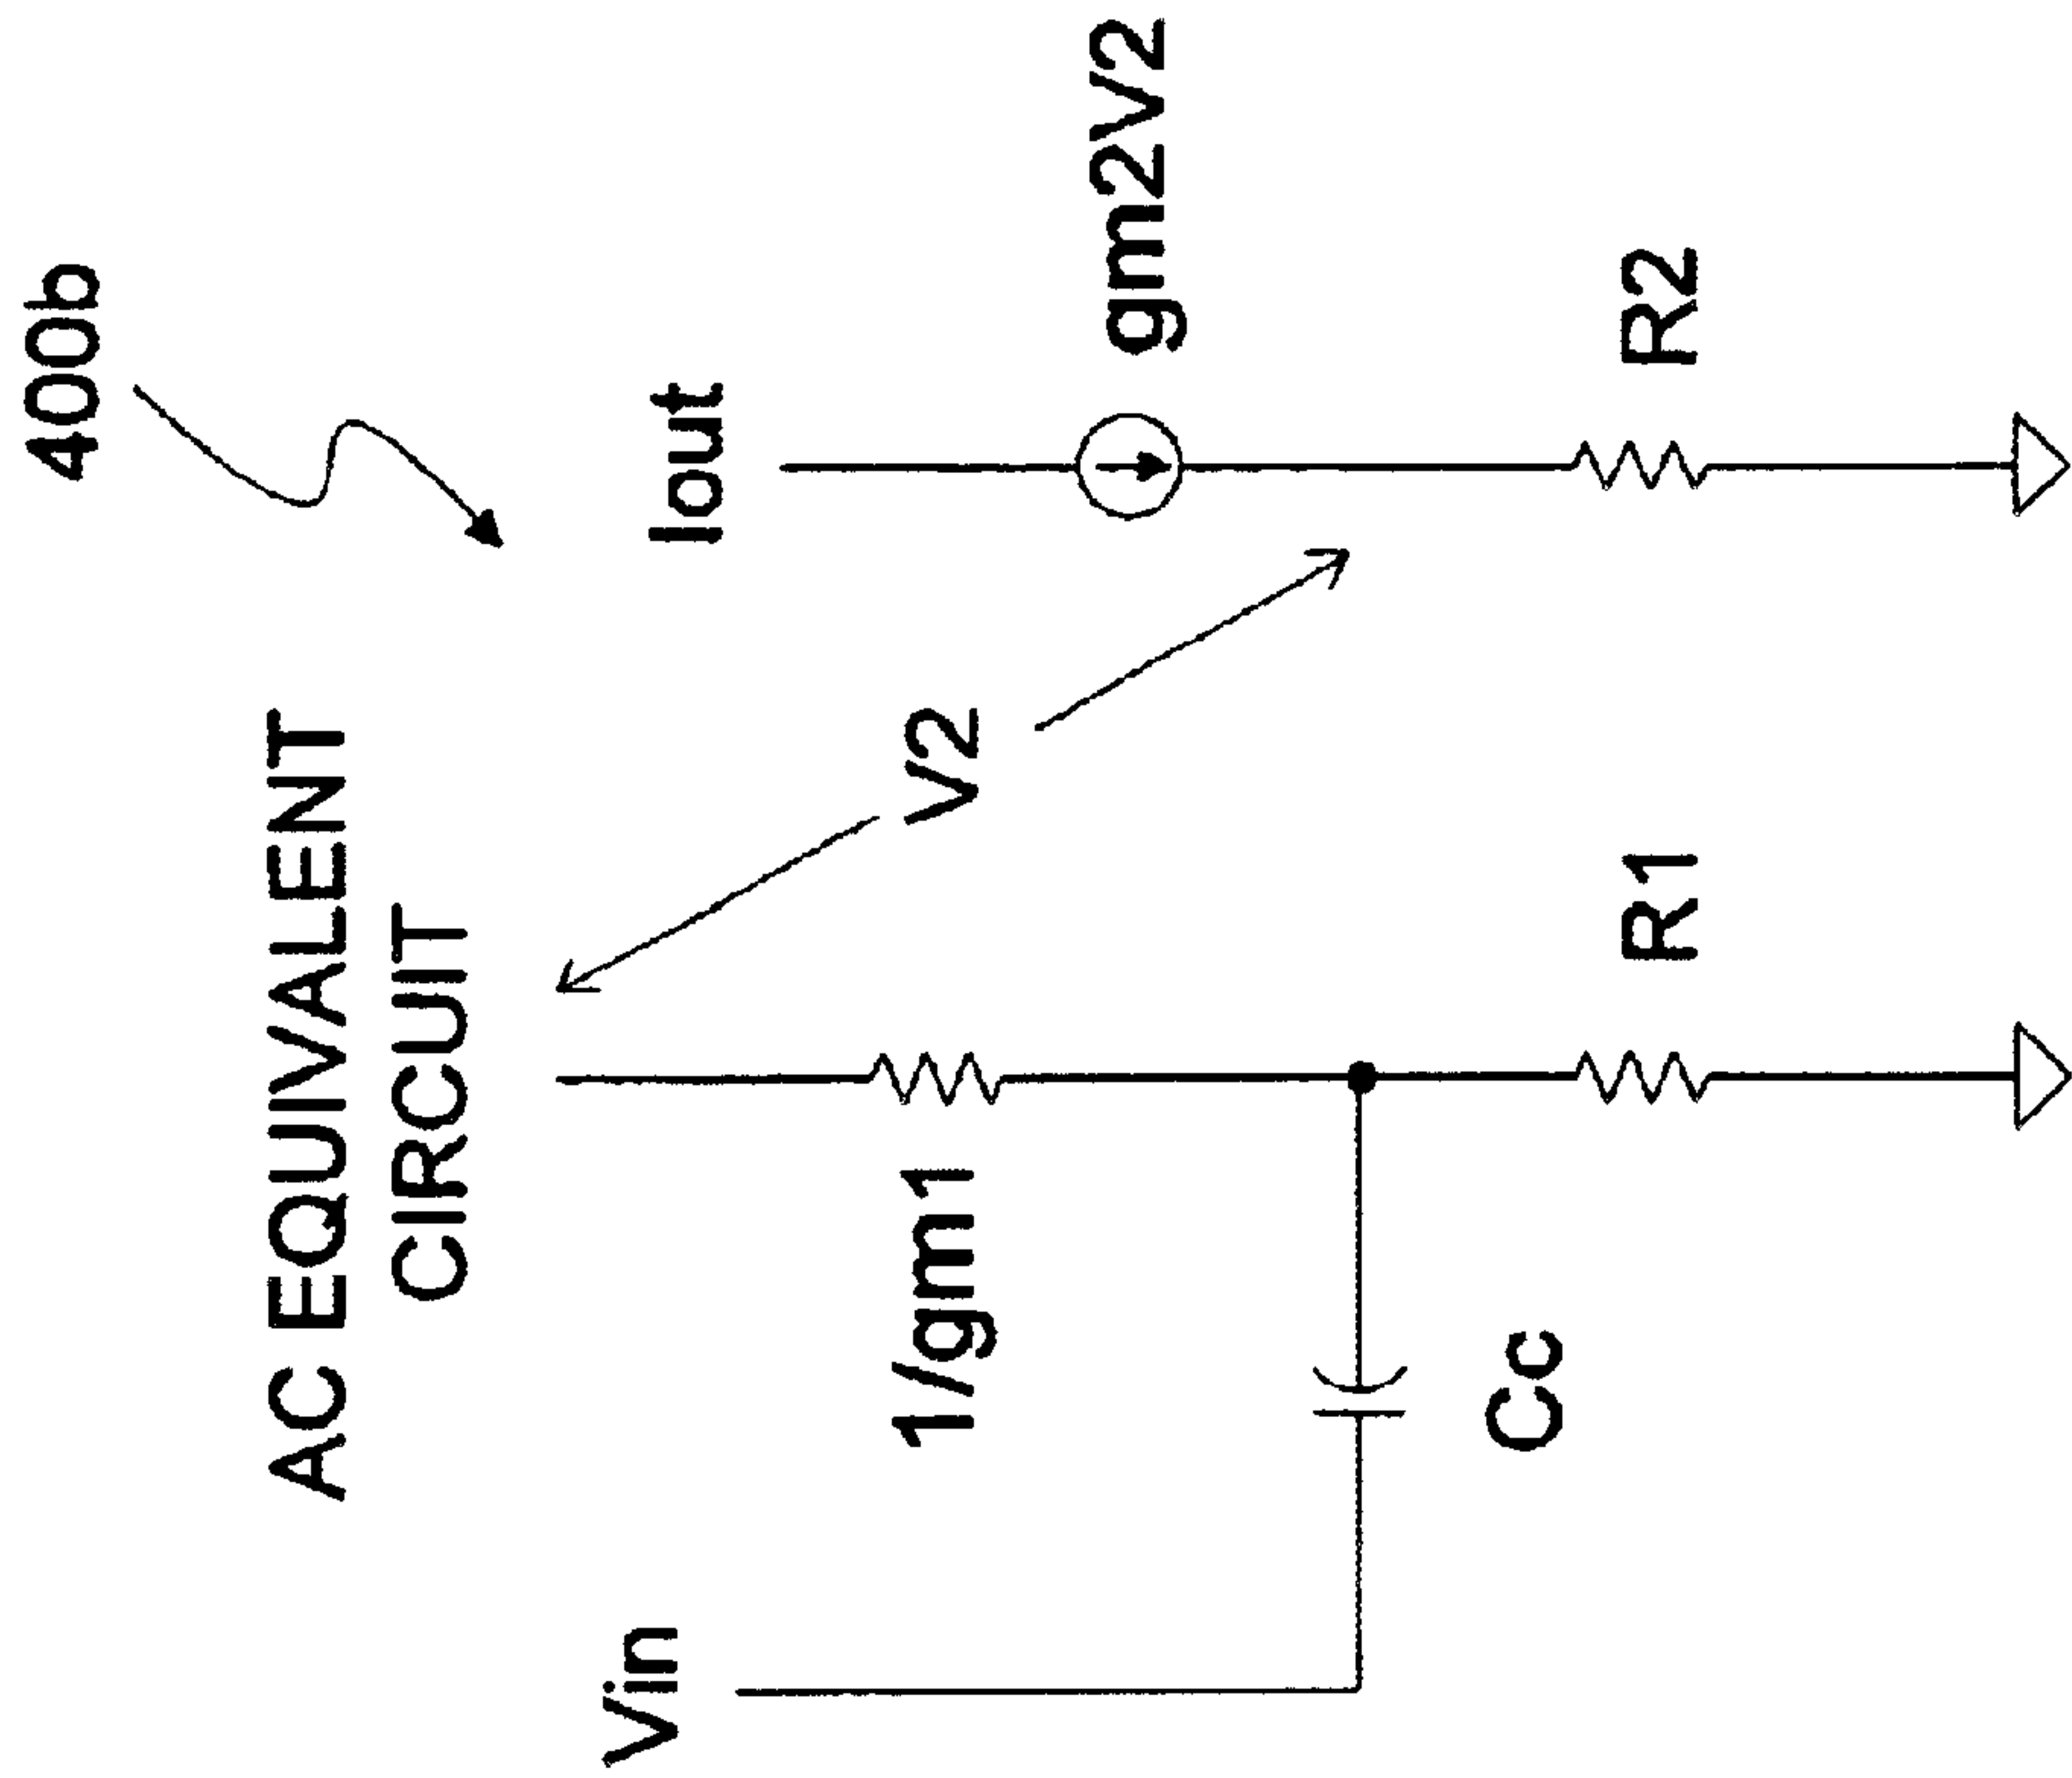 400b
AC EQUIVALENT
CIRCUIT
Vin
Iout
1/gm1
V2
gm2V2
Cc
R1
R2